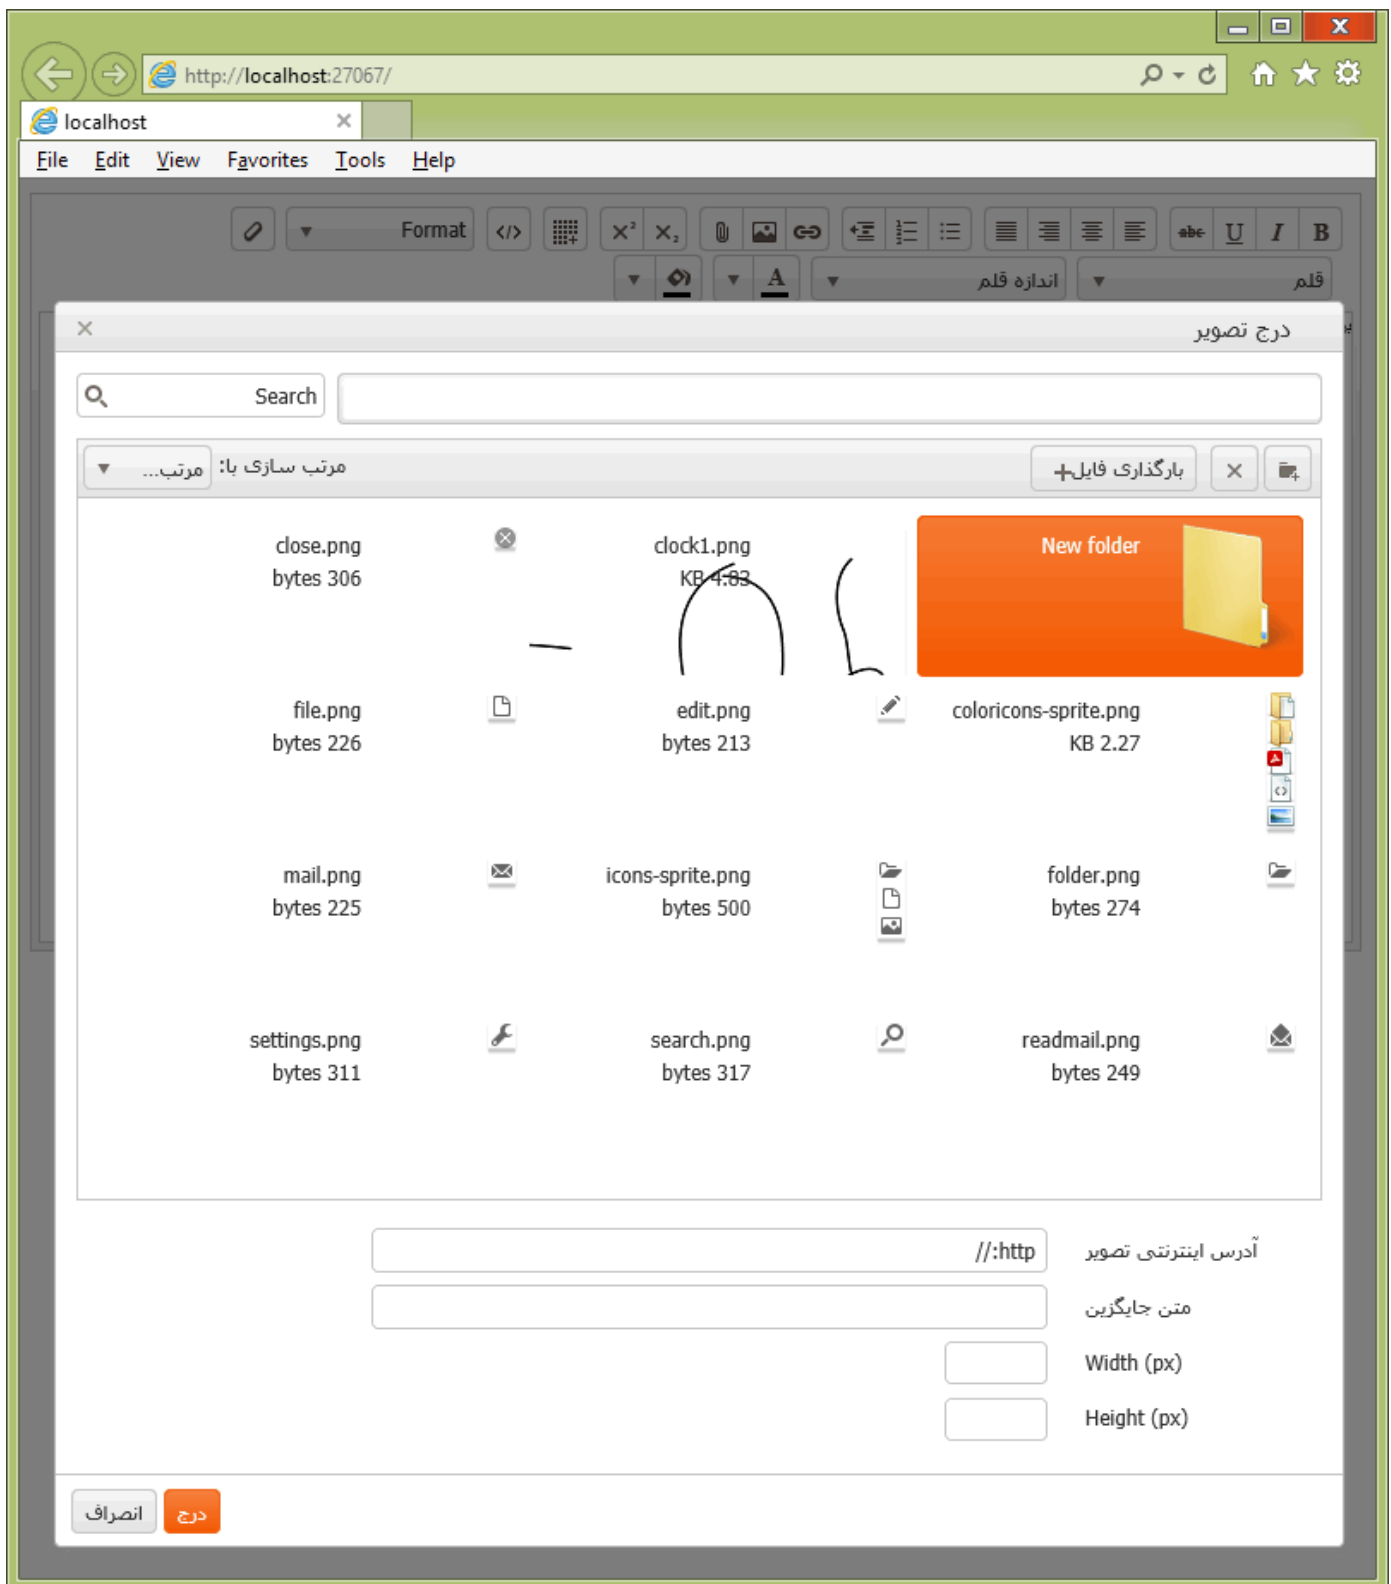 http://localhost:27067/
localhost
File Edit View Favorites Tools Help
B I U abc Format
قلم اندازه قلم A
درج تصویر
Search
بارگذاری فایل+ مرتب سازی با: مرتب...
New folder clock1.png close.png
KB 4.83 bytes 306
coloricons-sprite.png edit.png file.png
KB 2.27 bytes 213 bytes 226
folder.png icons-sprite.png mail.png
bytes 274 bytes 500 bytes 225
readmail.png search.png settings.png
bytes 249 bytes 317 bytes 311
آدرس اینترنتی تصویر //:http
متن جایگزین
Width (px)
Height (px)
درج انصراف